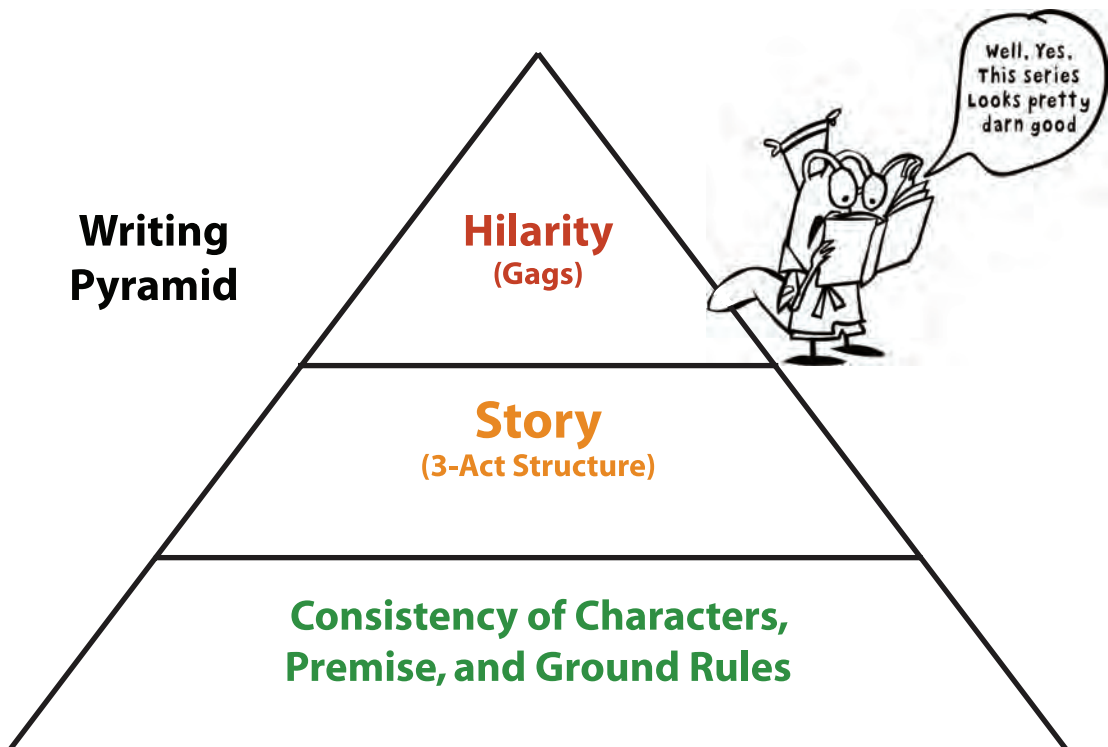 Well, Yes,
This series
Looks pretty
darn good
Writing
Pyramid
Hilarity
(Gags)
Story
(3-Act Structure)
Consistency of Characters,
Premise, and Ground Rules